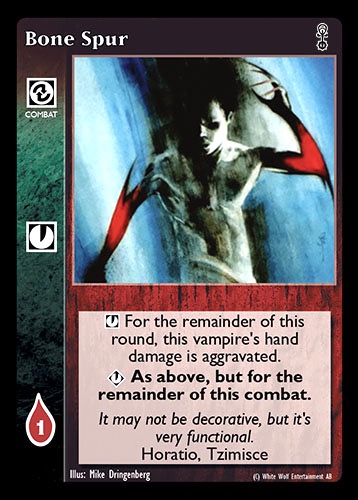 Bone Spur
COMBAT
For the remainder of this
round, this vampire's hand
damage is aggravated.
As above, but for the
remainder of this combat.
It may not be decorative, but it's
very functional.
Horatio, Tzimisce
1
Illus: Mike Dringenberg
(C) White Wolf Entertainment AB